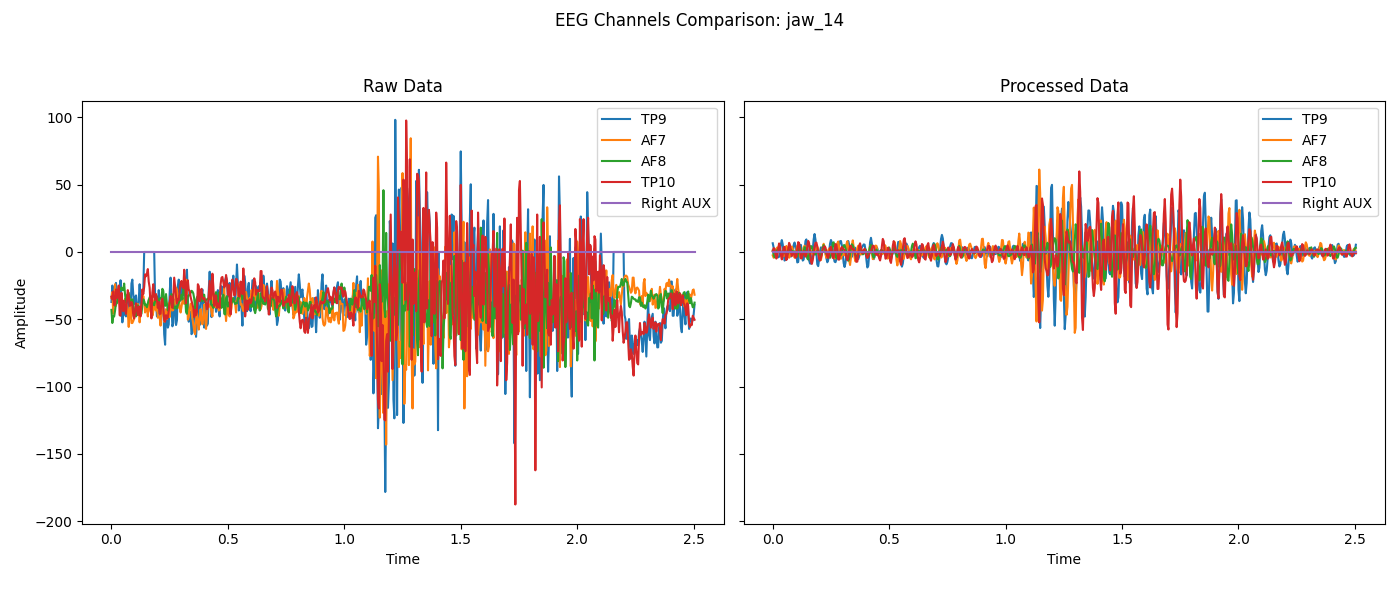 EEG Channels Comparison: jaw_14
Raw Data
Processed Data
Amplitude
100
50
0
−50
−100
−150
−200
TP9
AF7
AF8
TP10
Right AUX
0.0
0.5
1.0
1.5
2.0
2.5
Time
TP9
AF7
AF8
TP10
Right AUX
0.0
0.5
1.0
1.5
2.0
2.5
Time